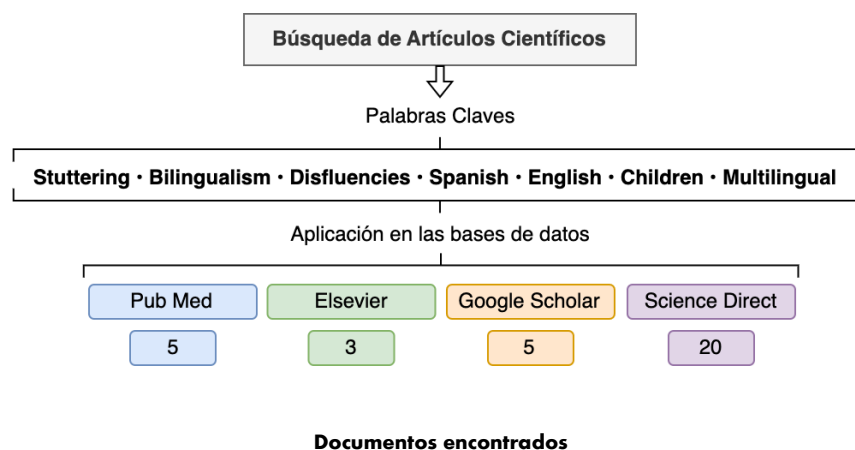 Búsqueda de Artículos Científicos
Palabras Claves
Stuttering · Bilingualism · Disfluencies · Spanish · English · Children · Multilingual
Aplicación en las bases de datos
Pub Med Elsevier Google Scholar Science Direct
5 3 5 20
Documentos encontrados